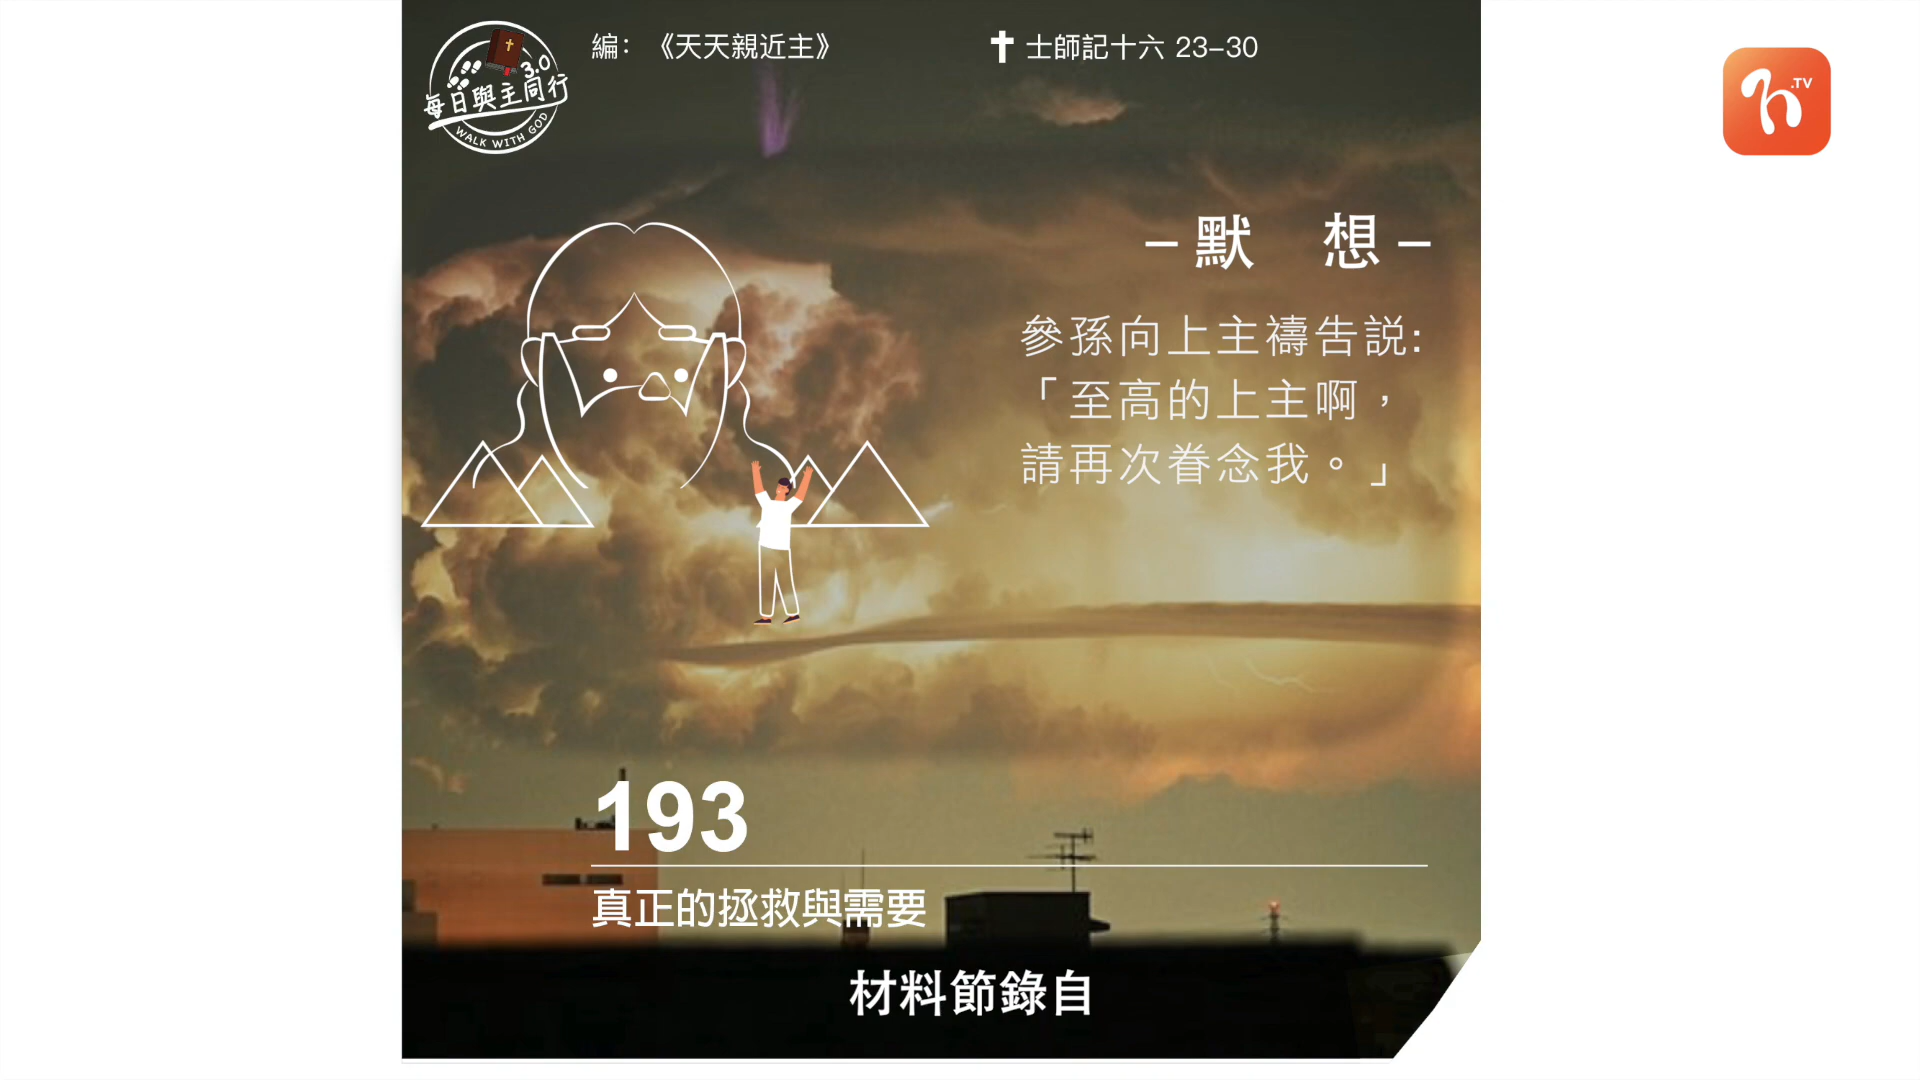 3.0
每日與主同行
WALK WITH GOD
編：《天天親近主》
士師記十六 23-30
h.TV
–默 想–
參孫向上主禱告説:
「至高的上主啊，
請再次眷念我。」
193
真正的拯救與需要
材料節錄自